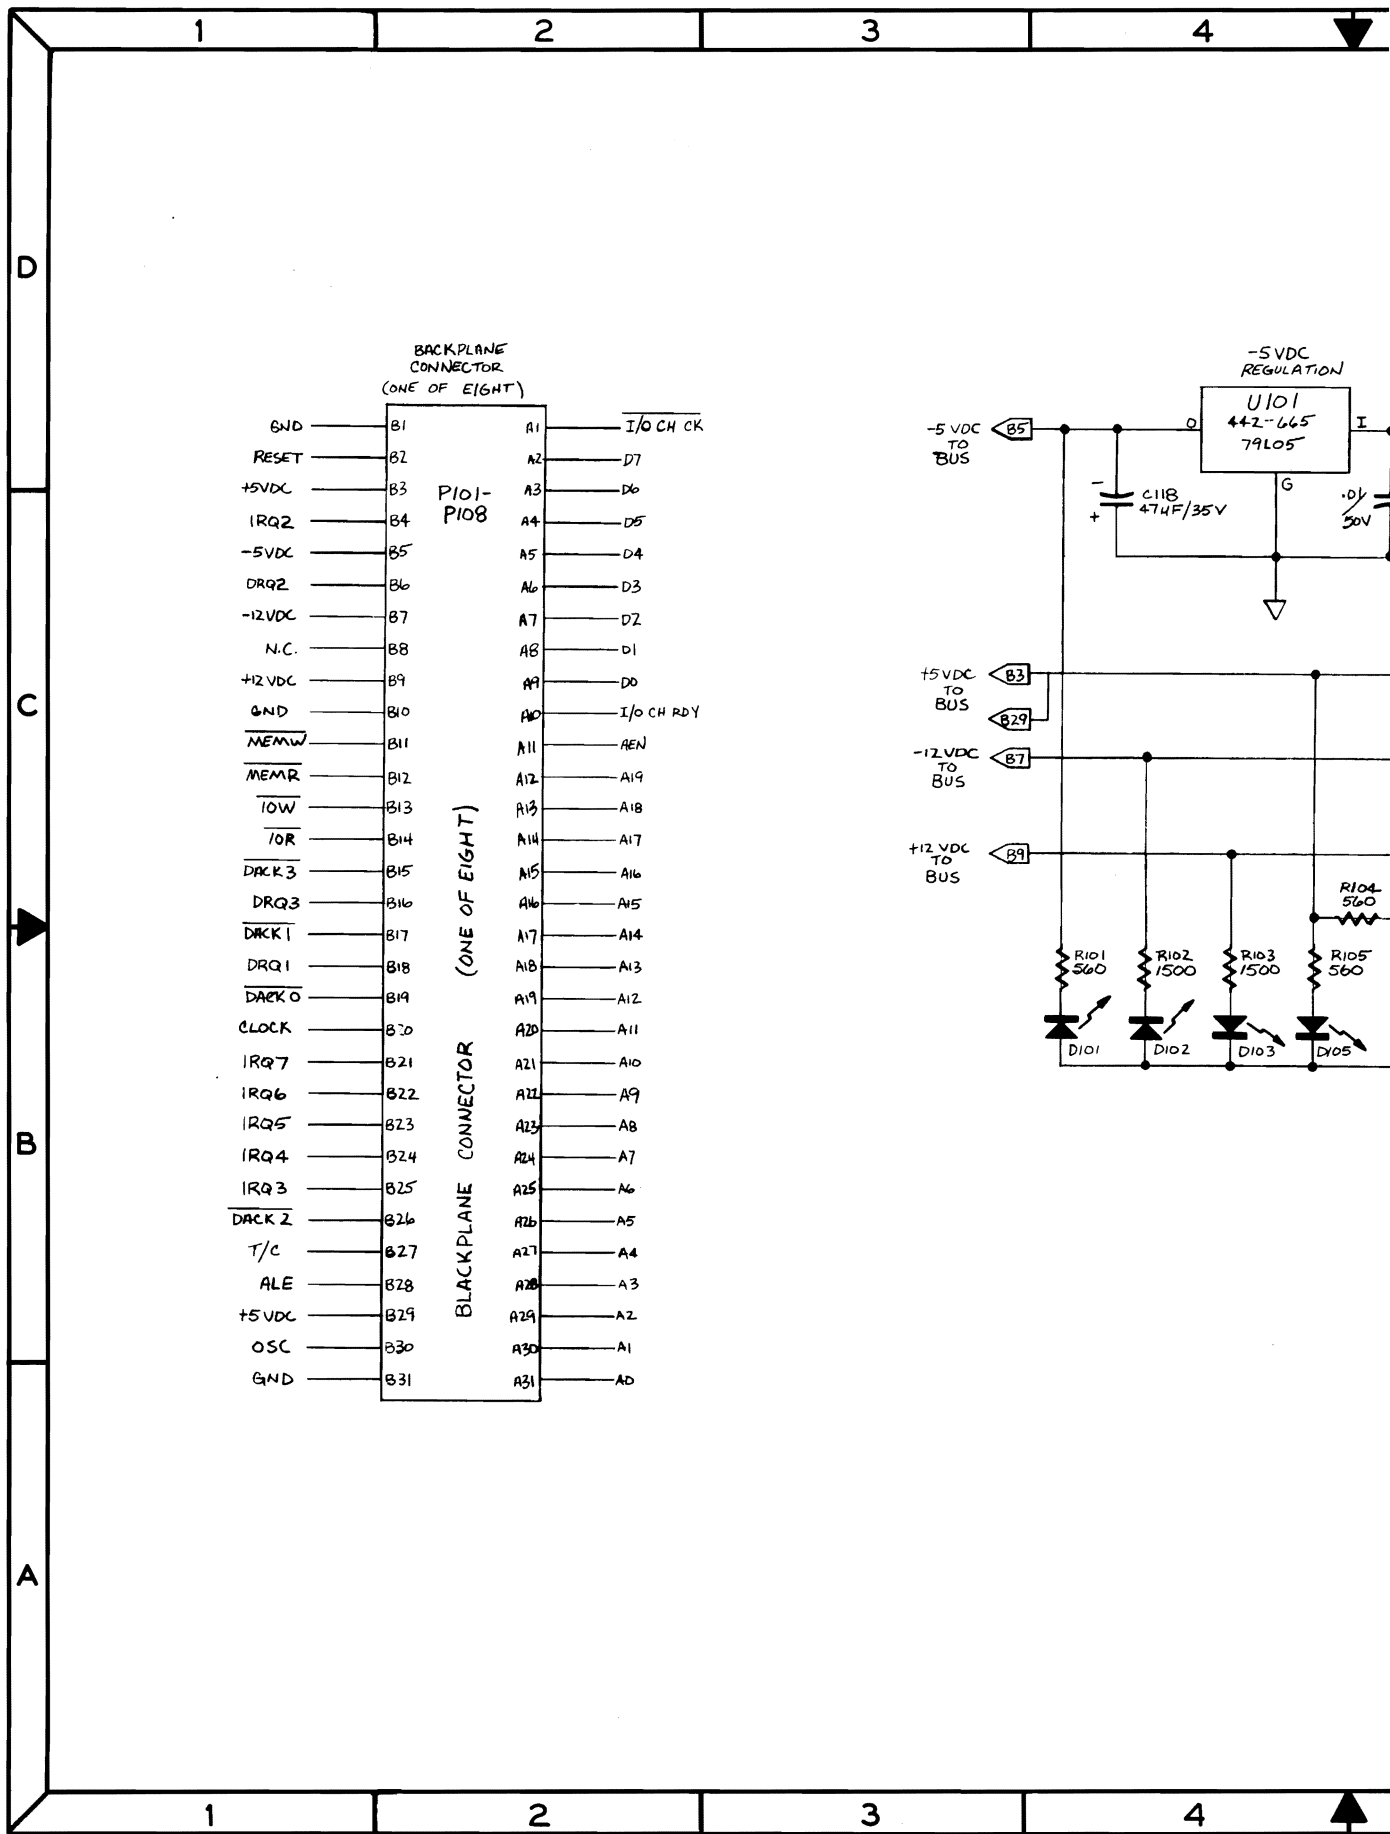 1 2 3 4
D
C
B
A
BACKPLANE
CONNECTOR
(ONE OF EIGHT)
P101-
P108
BLACKPLANE CONNECTOR (ONE OF EIGHT)
GND B1 A1 I/O CH CK
RESET B2 A2 D7
+5VDC B3 A3 D6
IRQ2 B4 A4 D5
-5VDC B5 A5 D4
DRQ2 B6 A6 D3
-12VDC B7 A7 D2
N.C. B8 A8 D1
+12VDC B9 A9 D0
GND B10 A10 I/O CH RDY
MEMW B11 A11 AEN
MEMR B12 A12 A19
IOW B13 A13 A18
IOR B14 A14 A17
DACK3 B15 A15 A16
DRQ3 B16 A16 A15
DACK1 B17 A17 A14
DRQ1 B18 A18 A13
DACK0 B19 A19 A12
CLOCK B20 A20 A11
IRQ7 B21 A21 A10
IRQ6 B22 A22 A9
IRQ5 B23 A23 A8
IRQ4 B24 A24 A7
IRQ3 B25 A25 A6
DACK2 B26 A26 A5
T/C B27 A27 A4
ALE B28 A28 A3
+5VDC B29 A29 A2
OSC B30 A30 A1
GND B31 A31 A0
-5VDC
REGULATION
U101
442-665
79L05
O I
G
-5 VDC
TO
BUS
B5
-
+
C118
47uF/35V
.01/
50V
+5VDC
TO
BUS
B3
B29
-12VDC
TO
BUS
B7
+12 VDC
TO
BUS
B9
R104
560
R101
560
R102
1500
R103
1500
R105
560
D101 D102 D103 D105
1 2 3 4